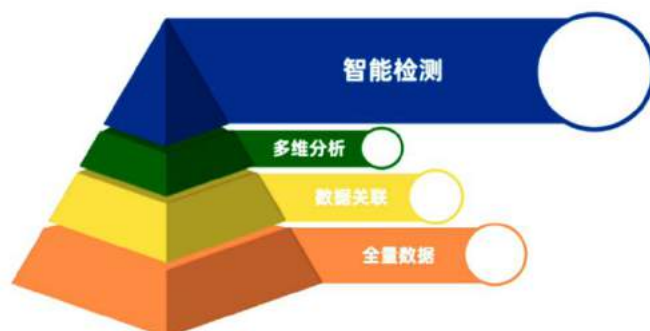 智能检测
多维分析
数据关联
全量数据